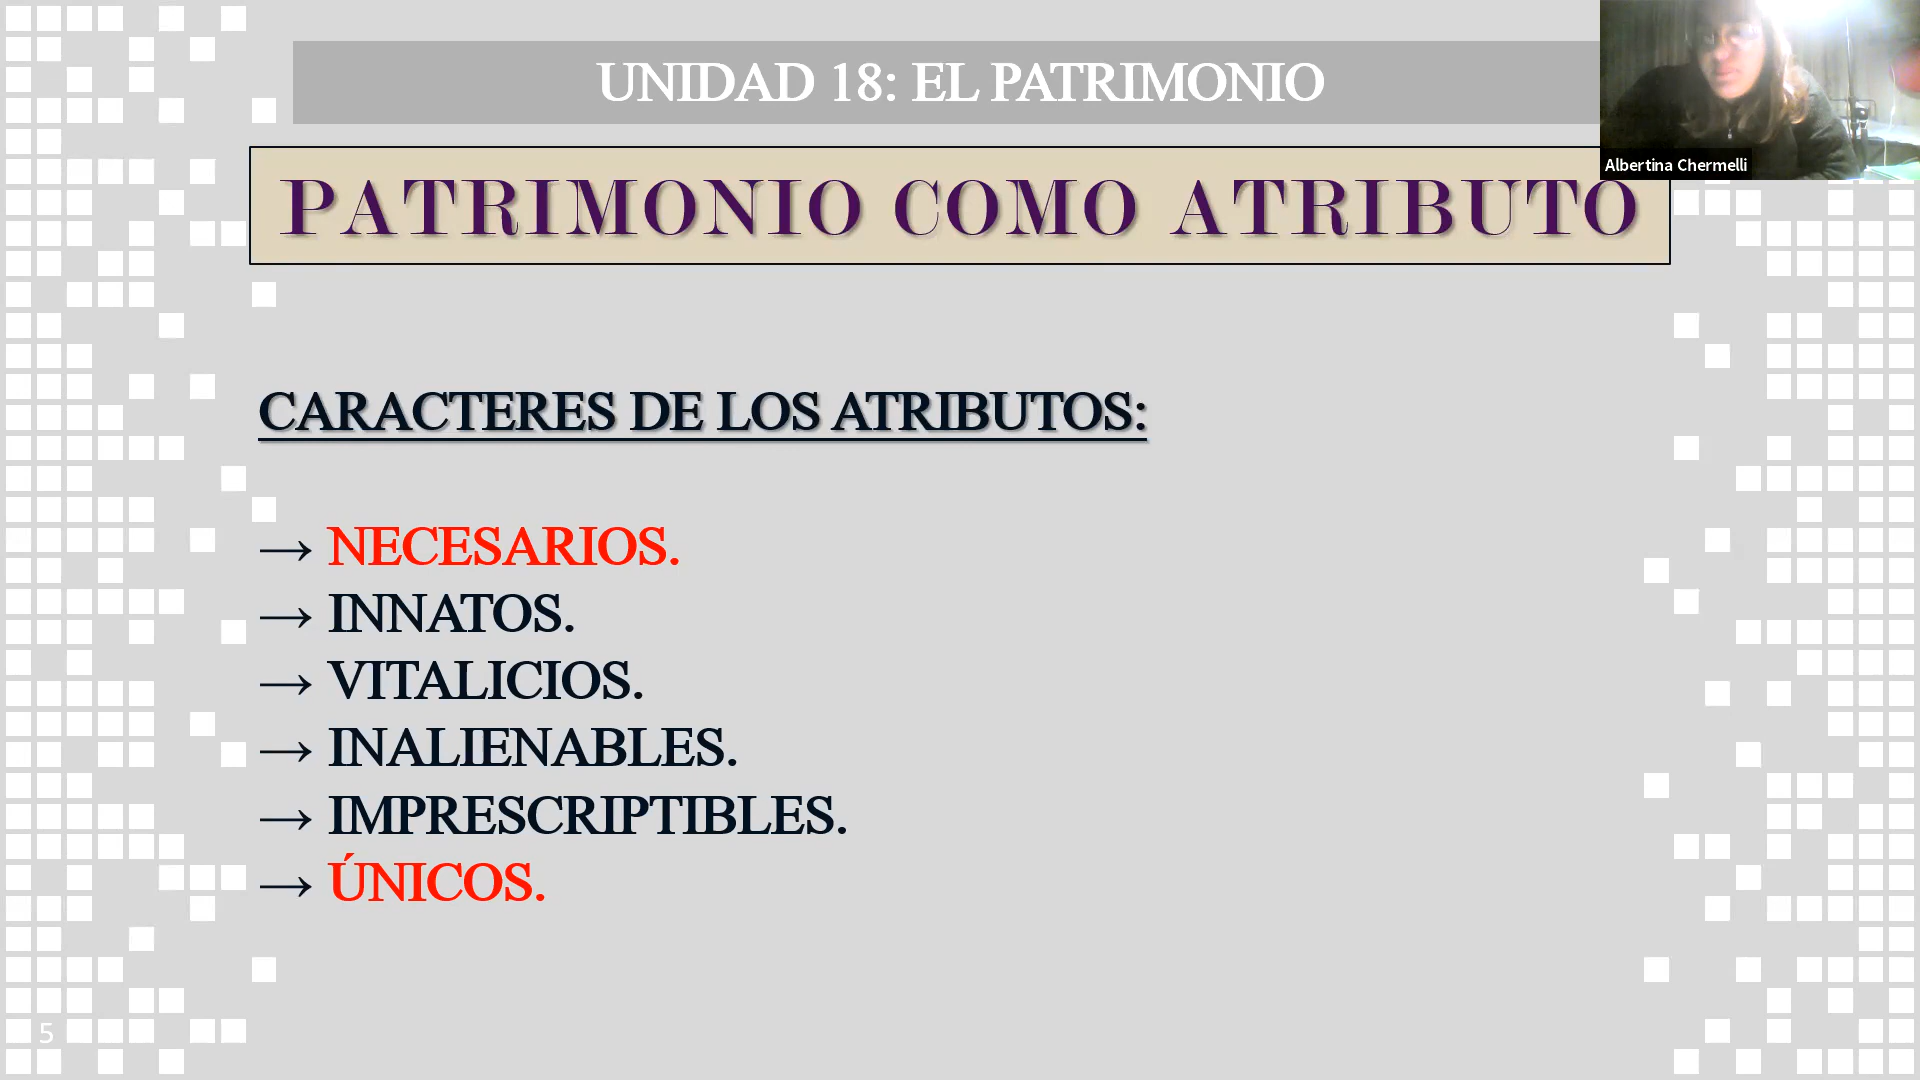 UNIDAD 18: EL PATRIMONIO
Albertina Chermelli
PATRIMONIO COMO ATRIBUTO
CARACTERES DE LOS ATRIBUTOS:
→ NECESARIOS.
→ INNATOS.
→ VITALICIOS.
→ INALIENABLES.
→ IMPRESCRIPTIBLES.
→ ÚNICOS.
5